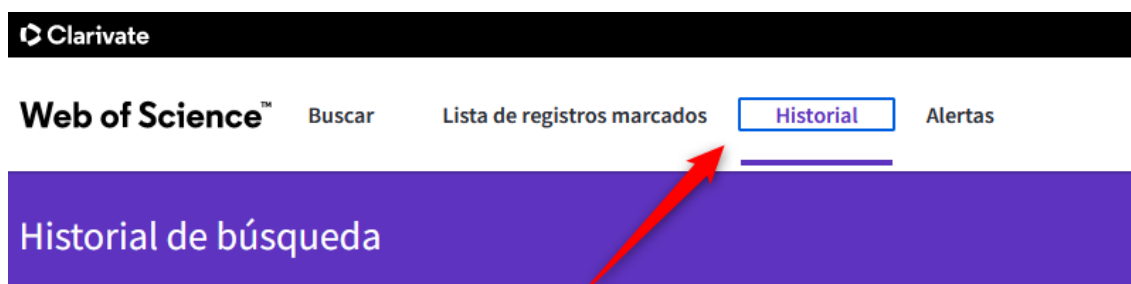 Clarivate
Web of Science™ Buscar Lista de registros marcados Historial Alertas
Historial de búsqueda